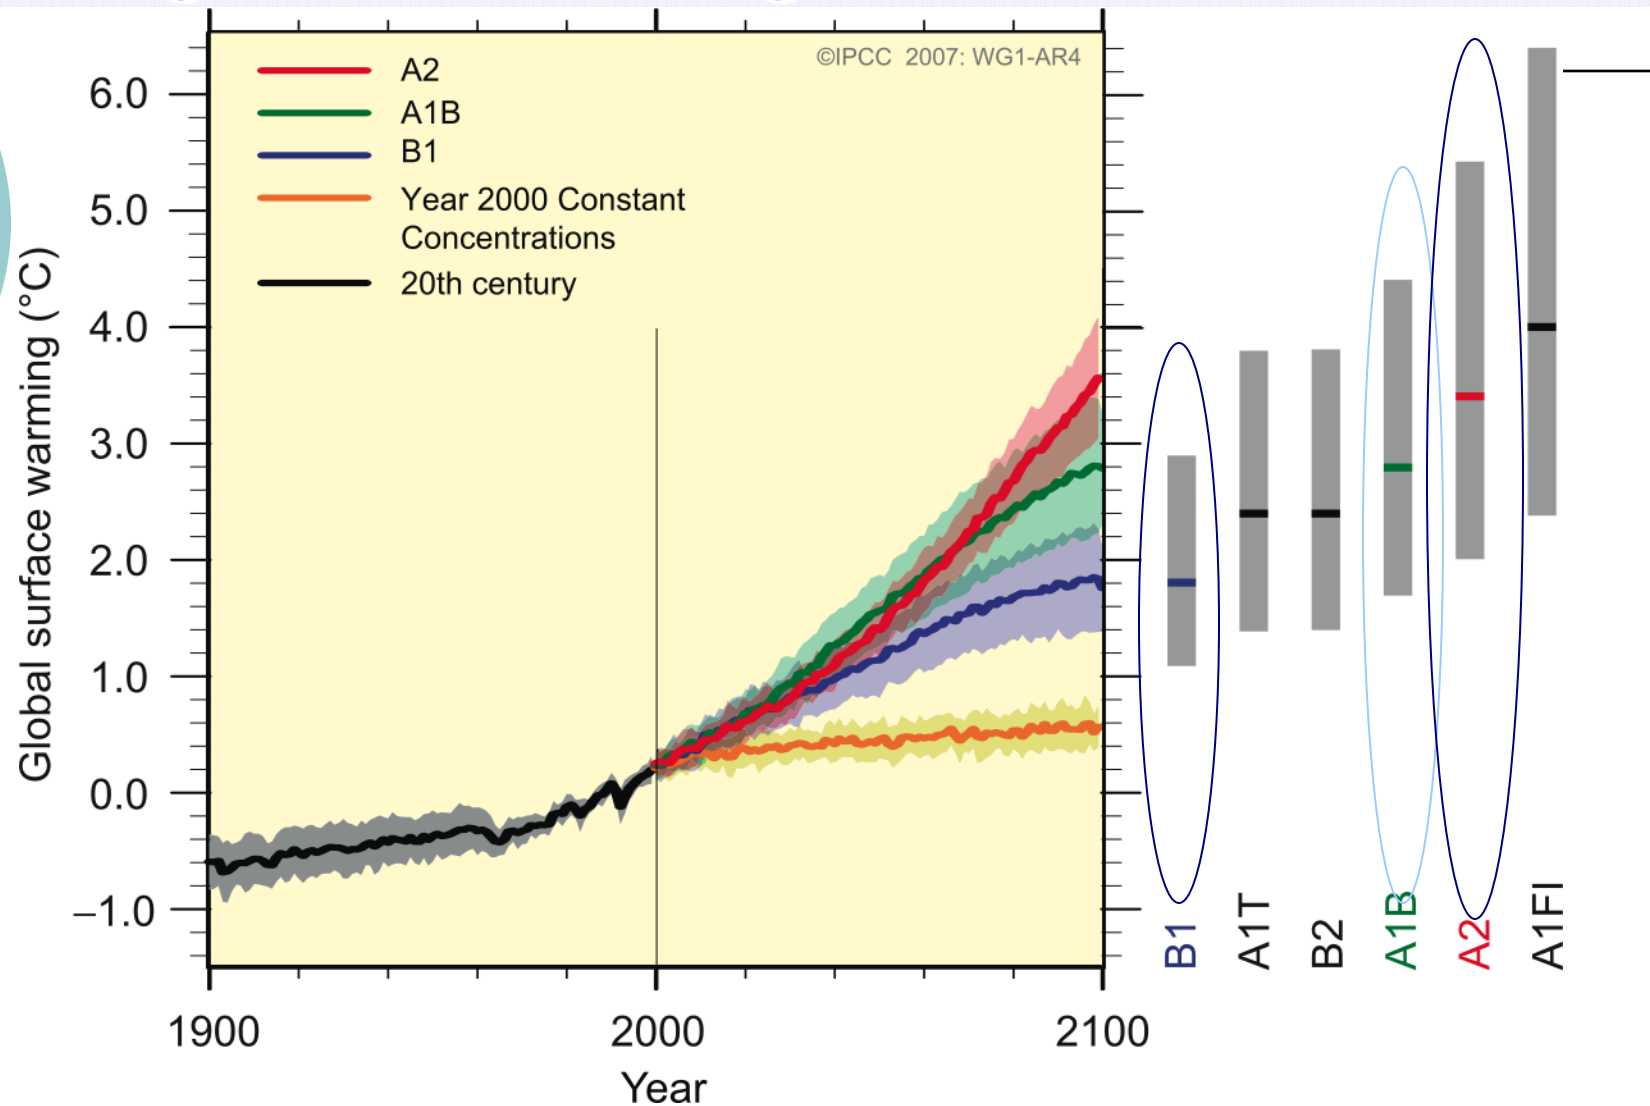 ©IPCC 2007: WG1-AR4
A2
A1B
B1
Year 2000 Constant
Concentrations
20th century
Global surface warming (°C)
6.0
5.0
4.0
3.0
2.0
1.0
0.0
–1.0
1900
2000
2100
Year
B1
A1T
B2
A1B
A2
A1FI